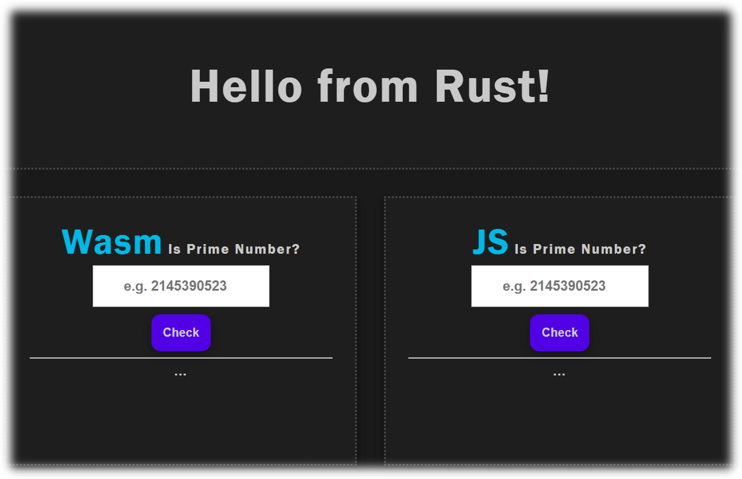 Hello from Rust!
Wasm Is Prime Number?
e.g. 2145390523
Check
...
JS Is Prime Number?
e.g. 2145390523
Check
...